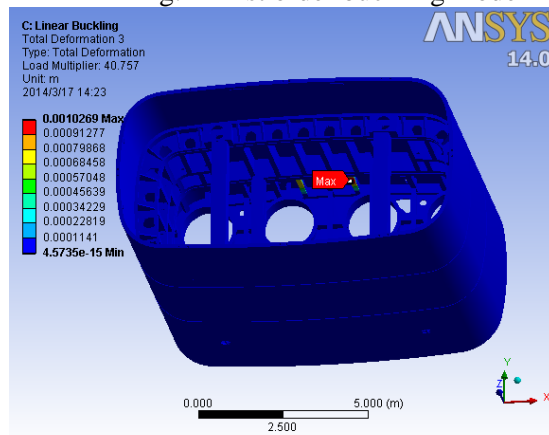 C: Linear Buckling
Total Deformation 3
Type: Total Deformation
Load Multiplier: 40.757
Unit: m
2014/3/17 14:23
ANSYS
14.0
0.0010269 Max
0.00091277
0.00079868
0.00068458
0.00057048
0.00045639
0.00034229
0.00022819
0.0001141
4.5735e-15 Min
Max
0.000
5.000 (m)
2.500
Y
Z
X